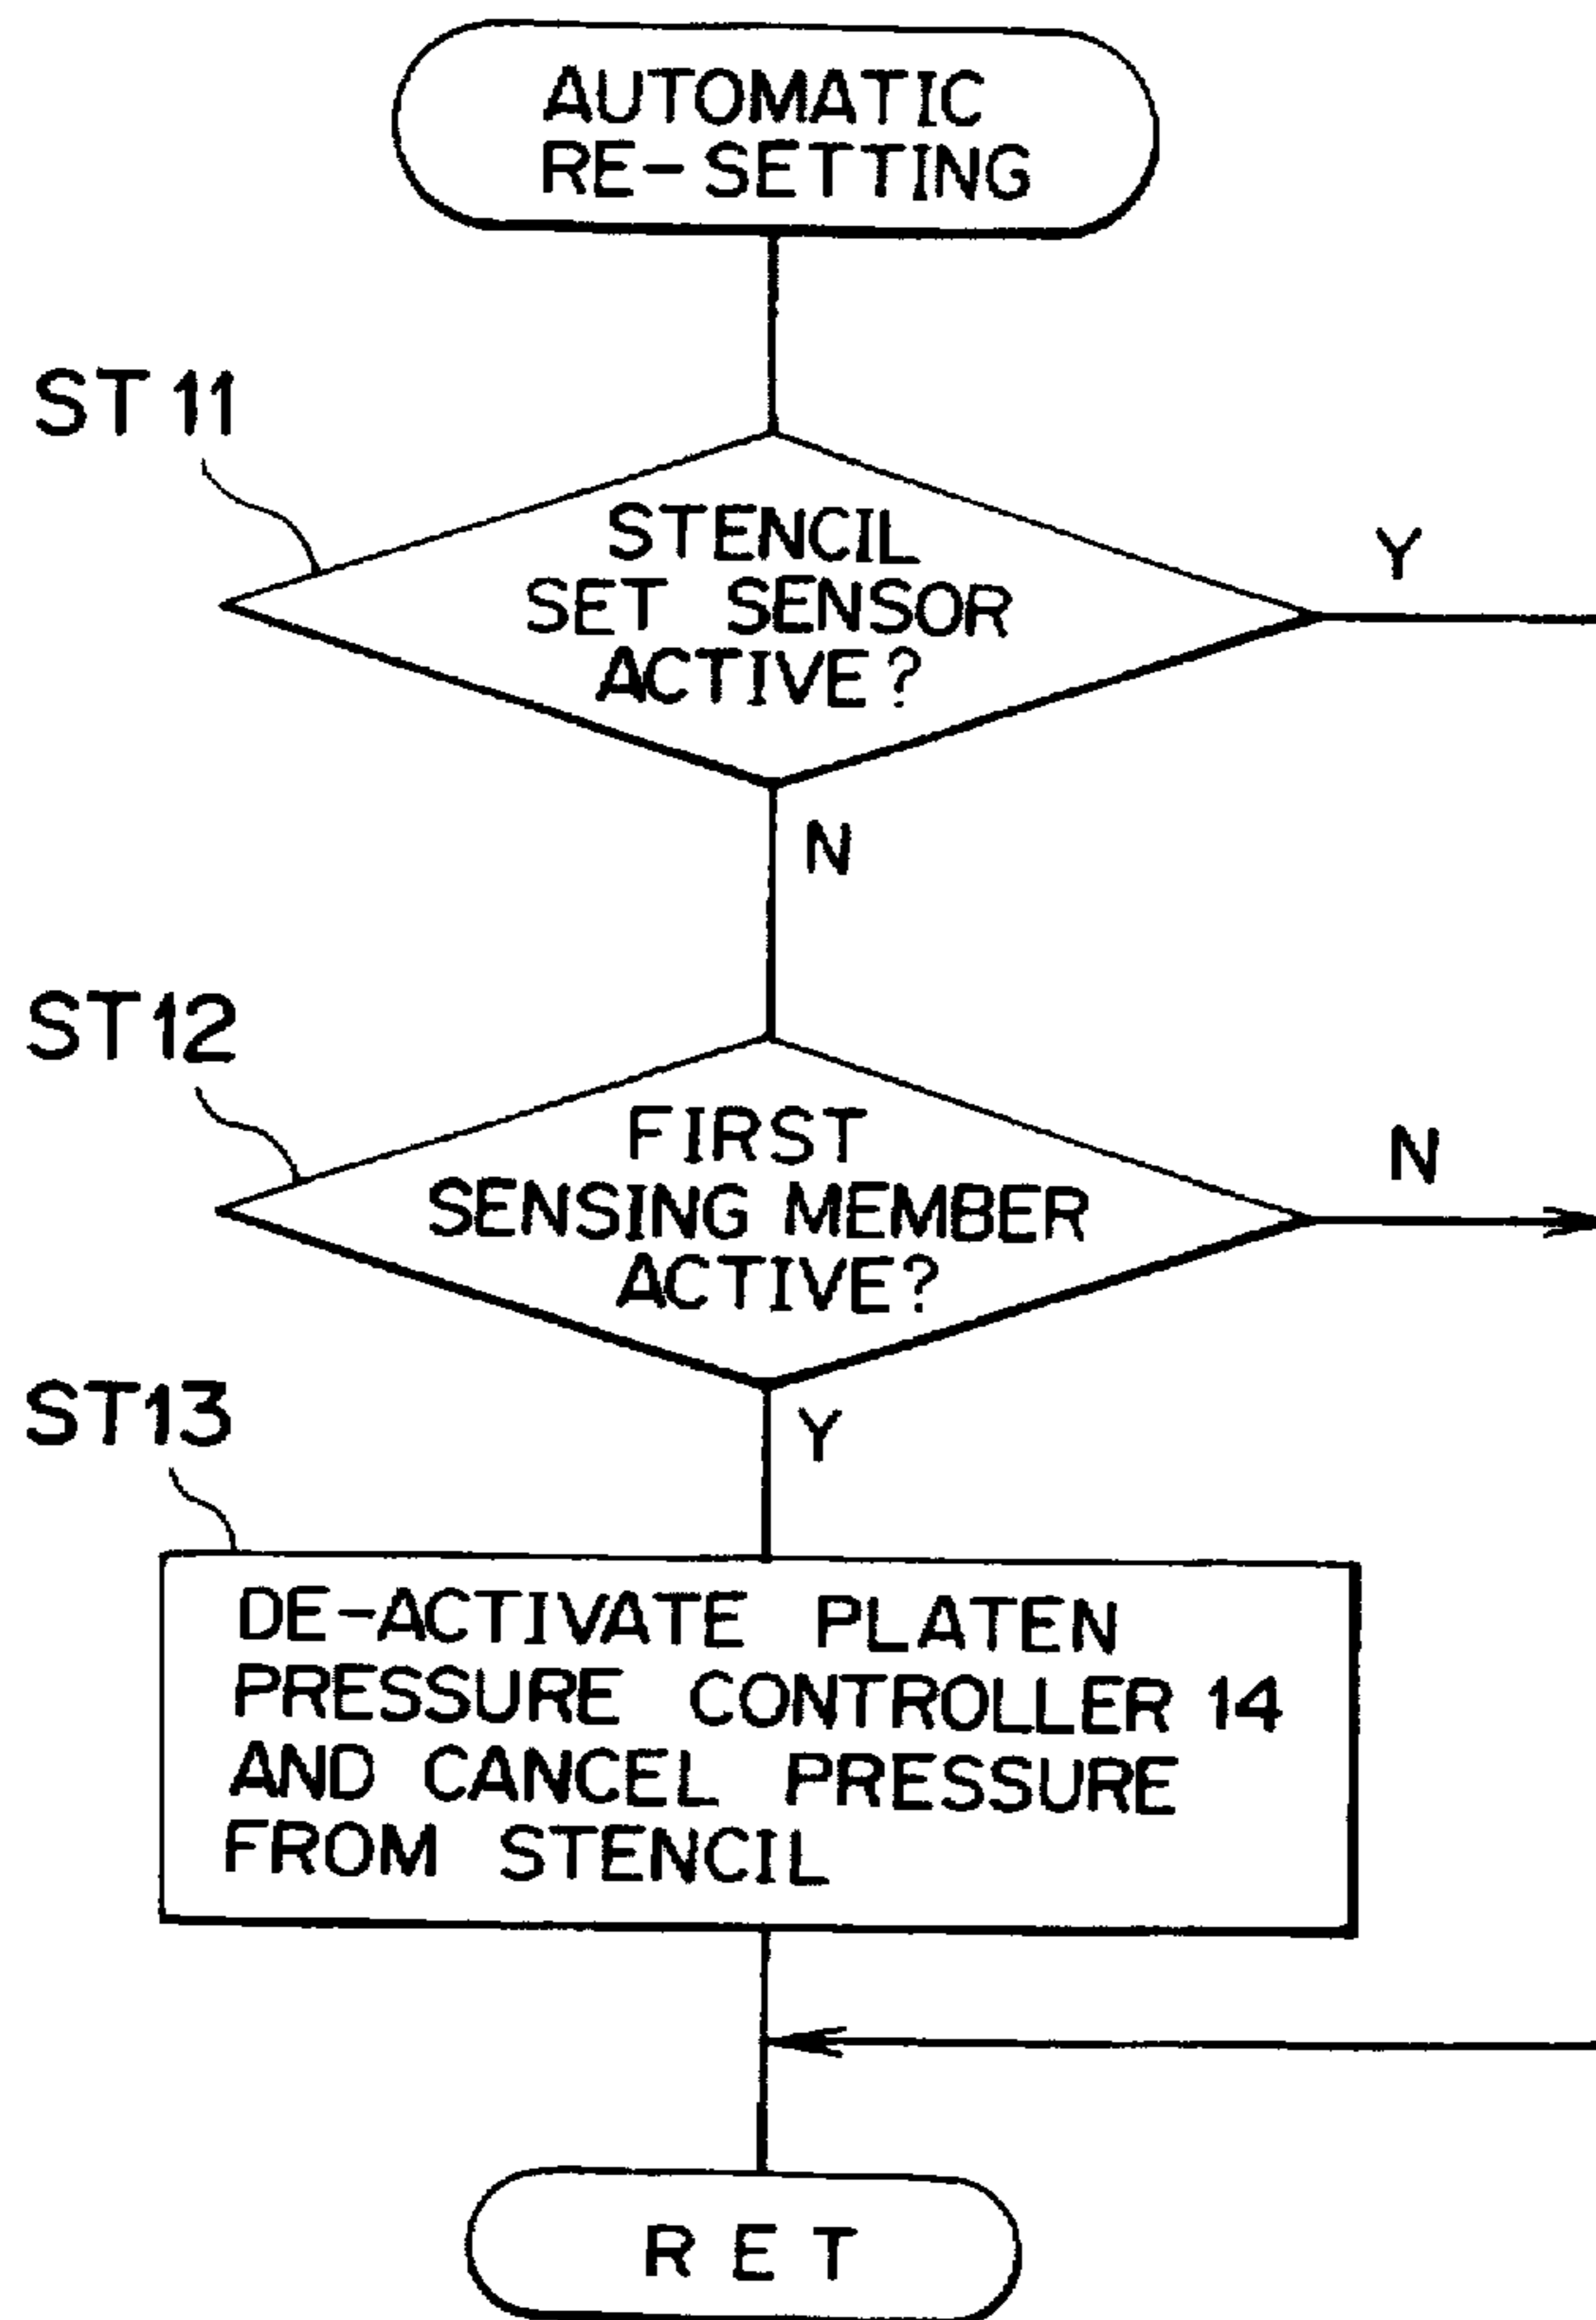 AUTOMATIC
RE-SETTING
ST 11
STENCIL
SET SENSOR
ACTIVE?
Y
N
ST12
FIRST
SENSING MEMBER
ACTIVE?
N
ST13
Y
DE-ACTIVATE PLATEN
PRESSURE CONTROLLER 14
AND CANCEL PRESSURE
FROM STENCIL
RET